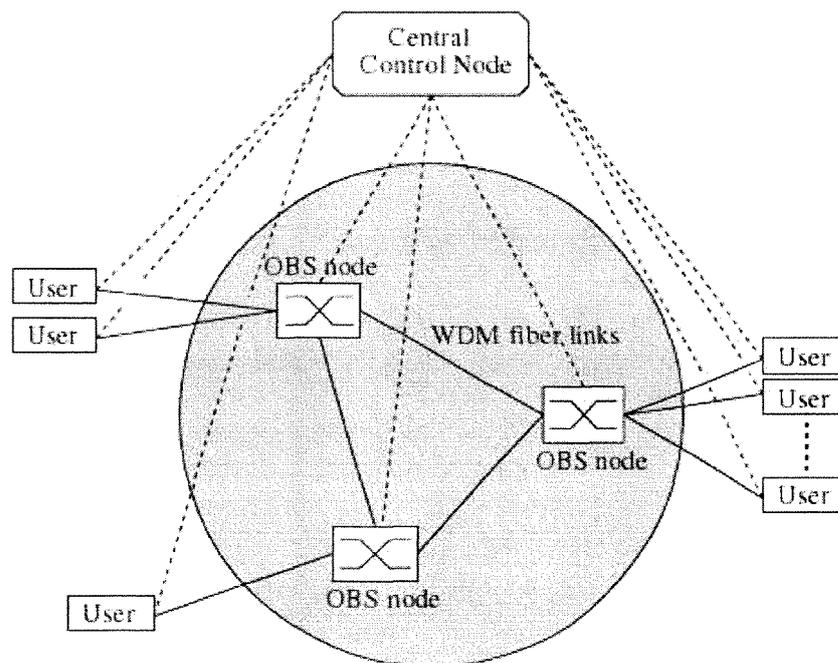 Central
Control Node
OBS node
User
User
WDM fiber links
User
User
OBS node
User
OBS node
User